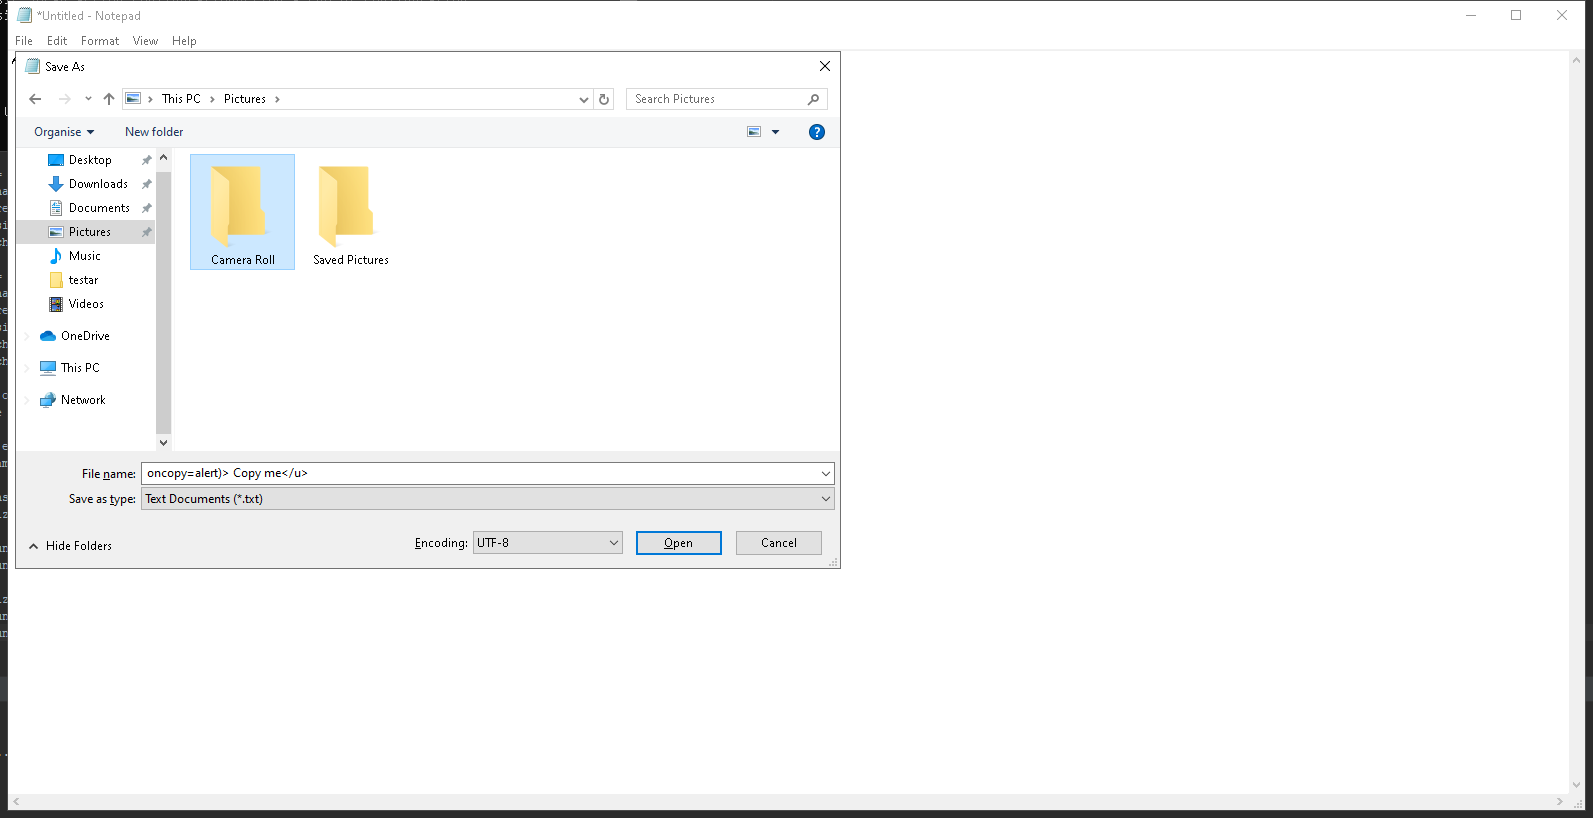 *Untitled - Notepad
File Edit Format View Help
Save As
This PC Pictures
Search Pictures
Organise New folder
Desktop
Downloads
Documents
Pictures
Music
testar
Videos
OneDrive
This PC
Network
Camera Roll Saved Pictures
File name: oncopy=alert)> Copy me</u>
Save as type: Text Documents (*.txt)
Hide Folders Encoding: UTF-8 Open Cancel